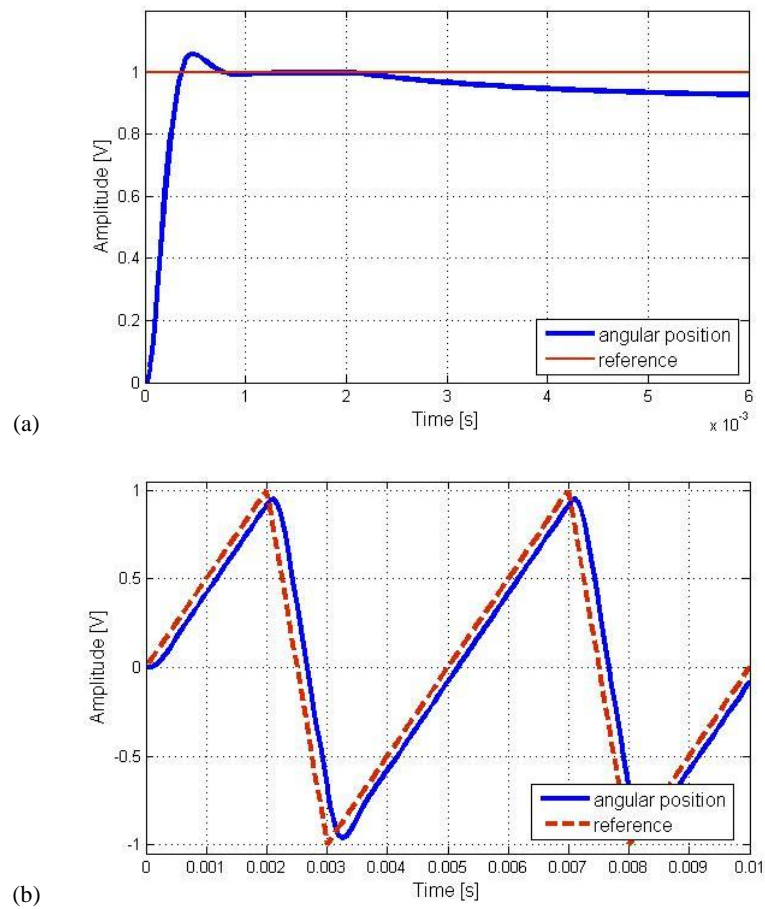 1
0.8
0.6
0.4
0.2
0
Amplitude [V]
angular position
reference
0 1 2 3 4 5 6
Time [s]
x 10⁻³
(a)
1
0.5
0
-0.5
-1
Amplitude [V]
angular position
reference
0 0.001 0.002 0.003 0.004 0.005 0.006 0.007 0.008 0.009 0.01
Time [s]
(b)